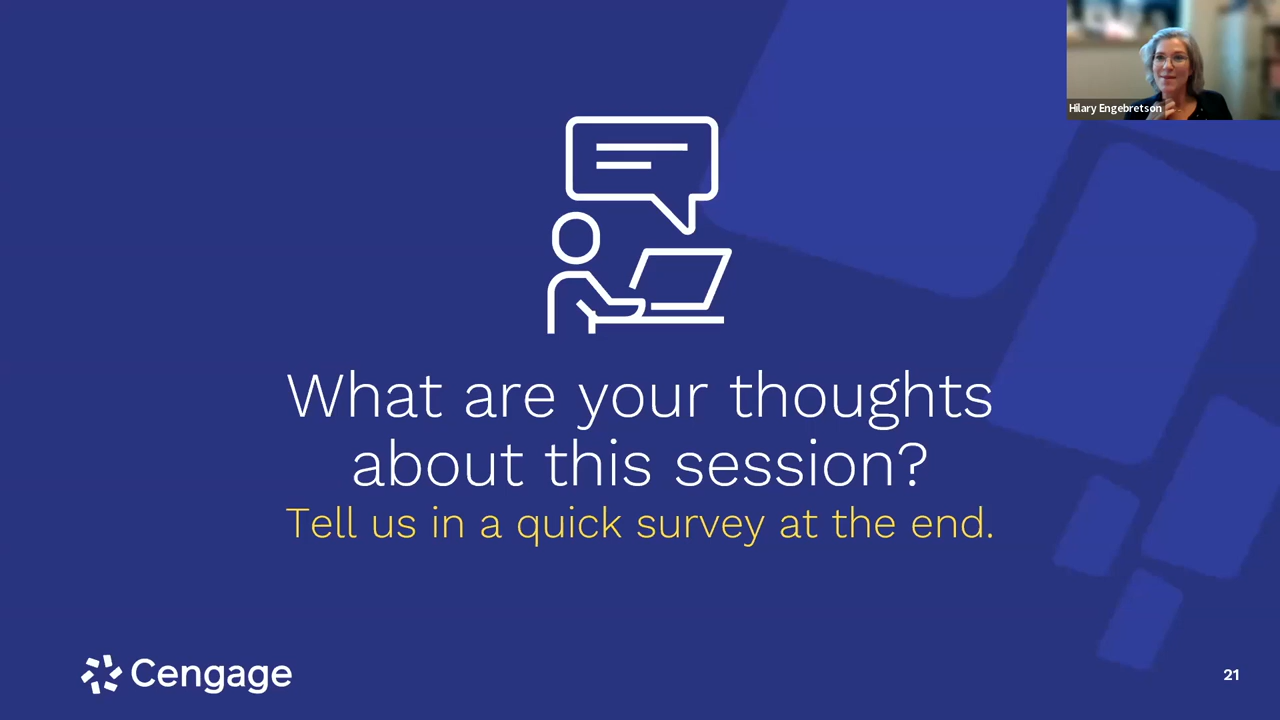 Hilary Engebretson
What are your thoughts
about this session?
Tell us in a quick survey at the end.
Cengage
21